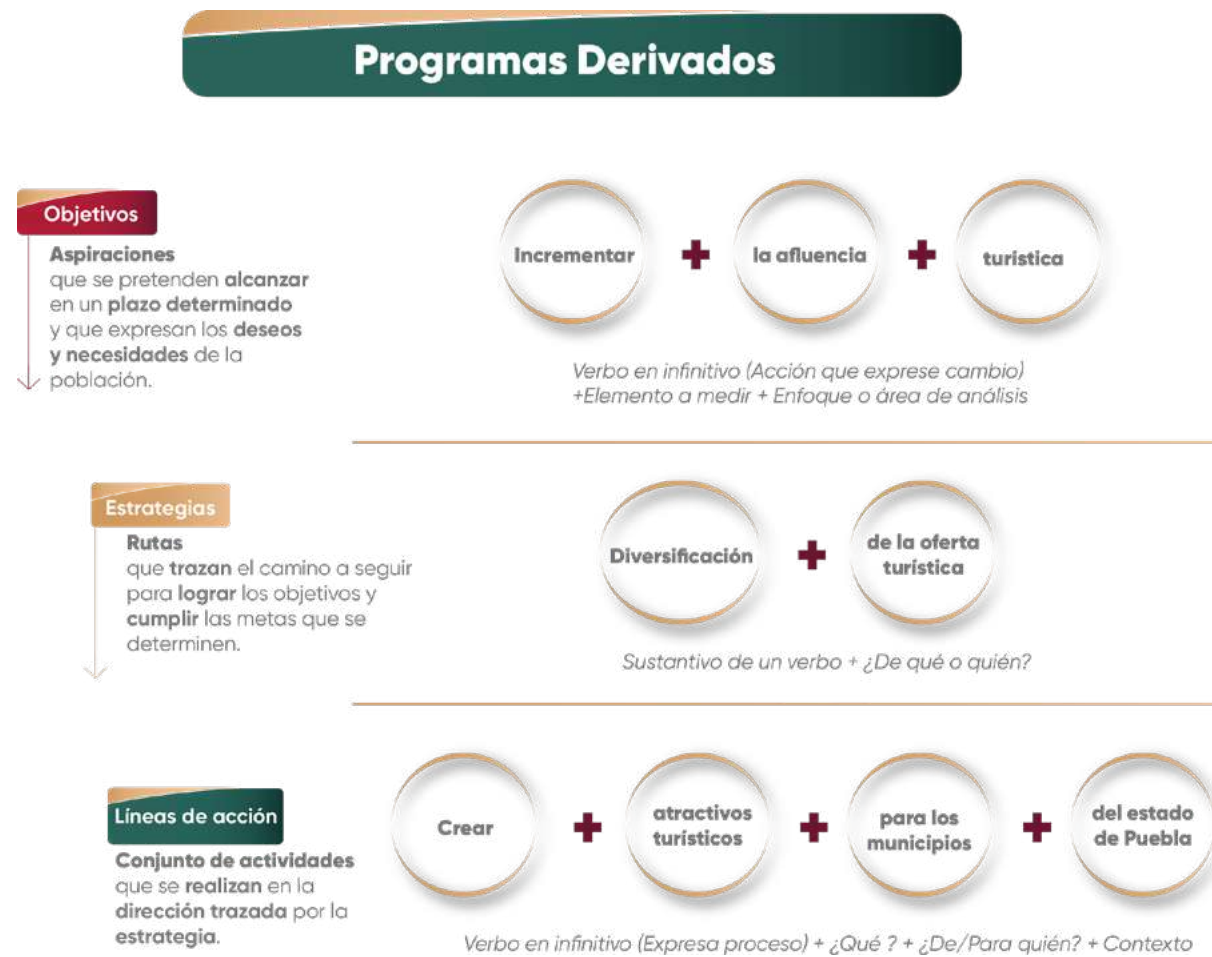 Programas Derivados
Objetivos
Aspiraciones
que se pretenden alcanzar
en un plazo determinado
y que expresan los deseos
y necesidades de la
población.
Incrementar + la afluencia + turística
Verbo en infinitivo (Acción que exprese cambio)
+Elemento a medir + Enfoque o área de análisis
Estrategias
Rutas
que trazan el camino a seguir
para lograr los objetivos y
cumplir las metas que se
determinen.
Diversificación + de la oferta
turística
Sustantivo de un verbo + ¿De qué o quién?
Líneas de acción
Conjunto de actividades
que se realizan en la
dirección trazada por la
estrategia.
Crear + atractivos
turísticos + para los
municipios + del estado
de Puebla
Verbo en infinitivo (Expresa proceso) + ¿Qué ? + ¿De/Para quién? + Contexto